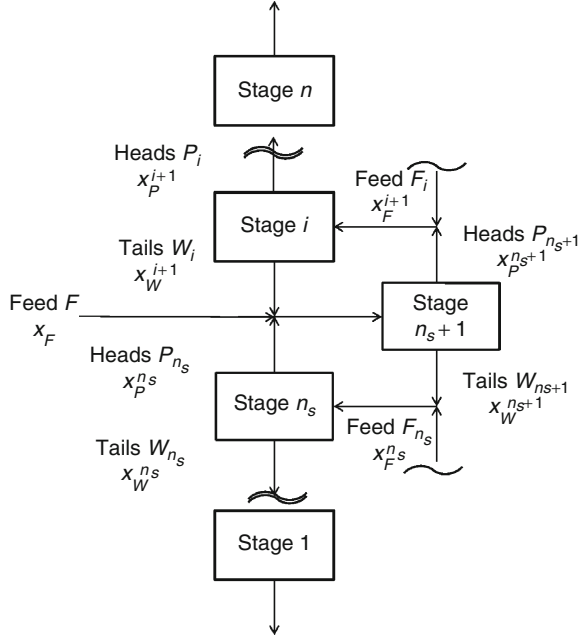 Stage n
Heads P_i
x_P^{i+1}
Feed F_i
x_F^{i+1}
Stage i
Heads P_{n_s+1}
x_P^{n_s+1}
Tails W_i
x_W^{i+1}
Feed F
x_F
Stage
n_s + 1
Heads P_{n_s}
x_P^{n_s}
Tails W_{ns+1}
x_W^{n_s+1}
Stage n_s
Feed F_{n_s}
x_F^{n_s}
Tails W_{n_s}
x_W^{n_s}
Stage 1